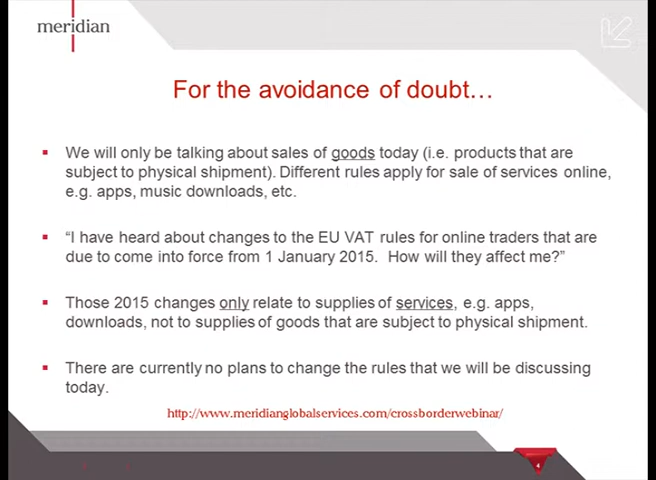 meridian
For the avoidance of doubt…
We will only be talking about sales of goods today (i.e. products that are
subject to physical shipment). Different rules apply for sale of services online,
e.g. apps, music downloads, etc.
“I have heard about changes to the EU VAT rules for online traders that are
due to come into force from 1 January 2015.  How will they affect me?”
Those 2015 changes only relate to supplies of services, e.g. apps,
downloads, not to supplies of goods that are subject to physical shipment.
There are currently no plans to change the rules that we will be discussing
today.
http://www.meridianglobalservices.com/crossborderwebinar/
4